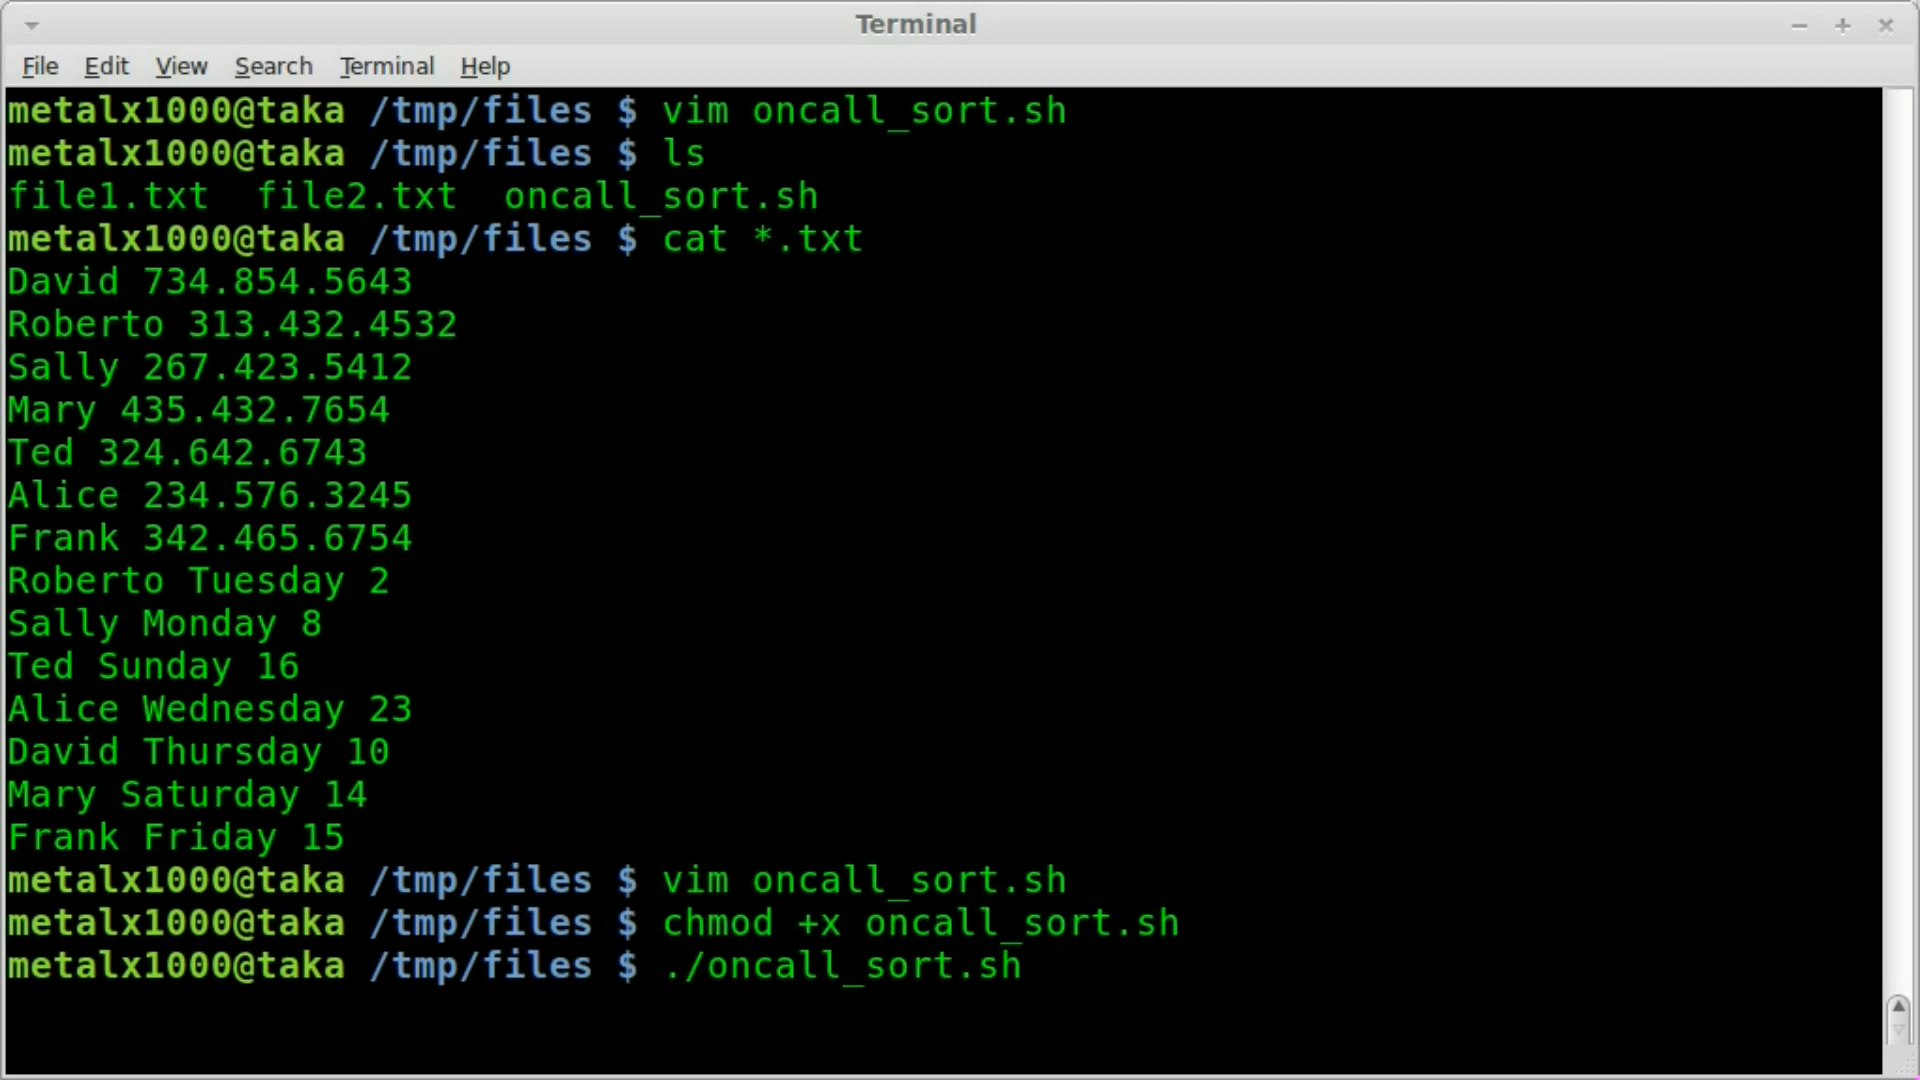 Terminal
File Edit View Search Terminal Help
metalx1000@taka /tmp/files $ vim oncall_sort.sh
metalx1000@taka /tmp/files $ ls
file1.txt  file2.txt  oncall_sort.sh
metalx1000@taka /tmp/files $ cat *.txt
David 734.854.5643
Roberto 313.432.4532
Sally 267.423.5412
Mary 435.432.7654
Ted 324.642.6743
Alice 234.576.3245
Frank 342.465.6754
Roberto Tuesday 2
Sally Monday 8
Ted Sunday 16
Alice Wednesday 23
David Thursday 10
Mary Saturday 14
Frank Friday 15
metalx1000@taka /tmp/files $ vim oncall_sort.sh
metalx1000@taka /tmp/files $ chmod +x oncall_sort.sh
metalx1000@taka /tmp/files $ ./oncall_sort.sh